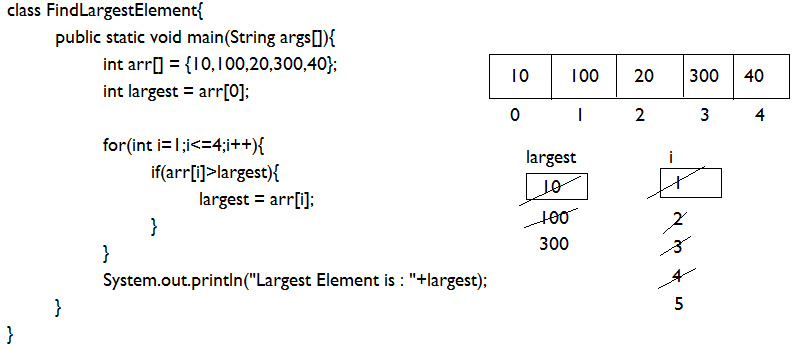 class FindLargestElement{
public static void main(String args[]){
int arr[] = {10,100,20,300,40};
int largest = arr[0];
for(int i=1;i<=4;i++){
if(arr[i]>largest){
largest = arr[i];
}
}
System.out.println("Largest Element is : "+largest);
}
}
10 100 20 300 40
0 1 2 3 4
largest
10
100
300
i
1
2
3
4
5